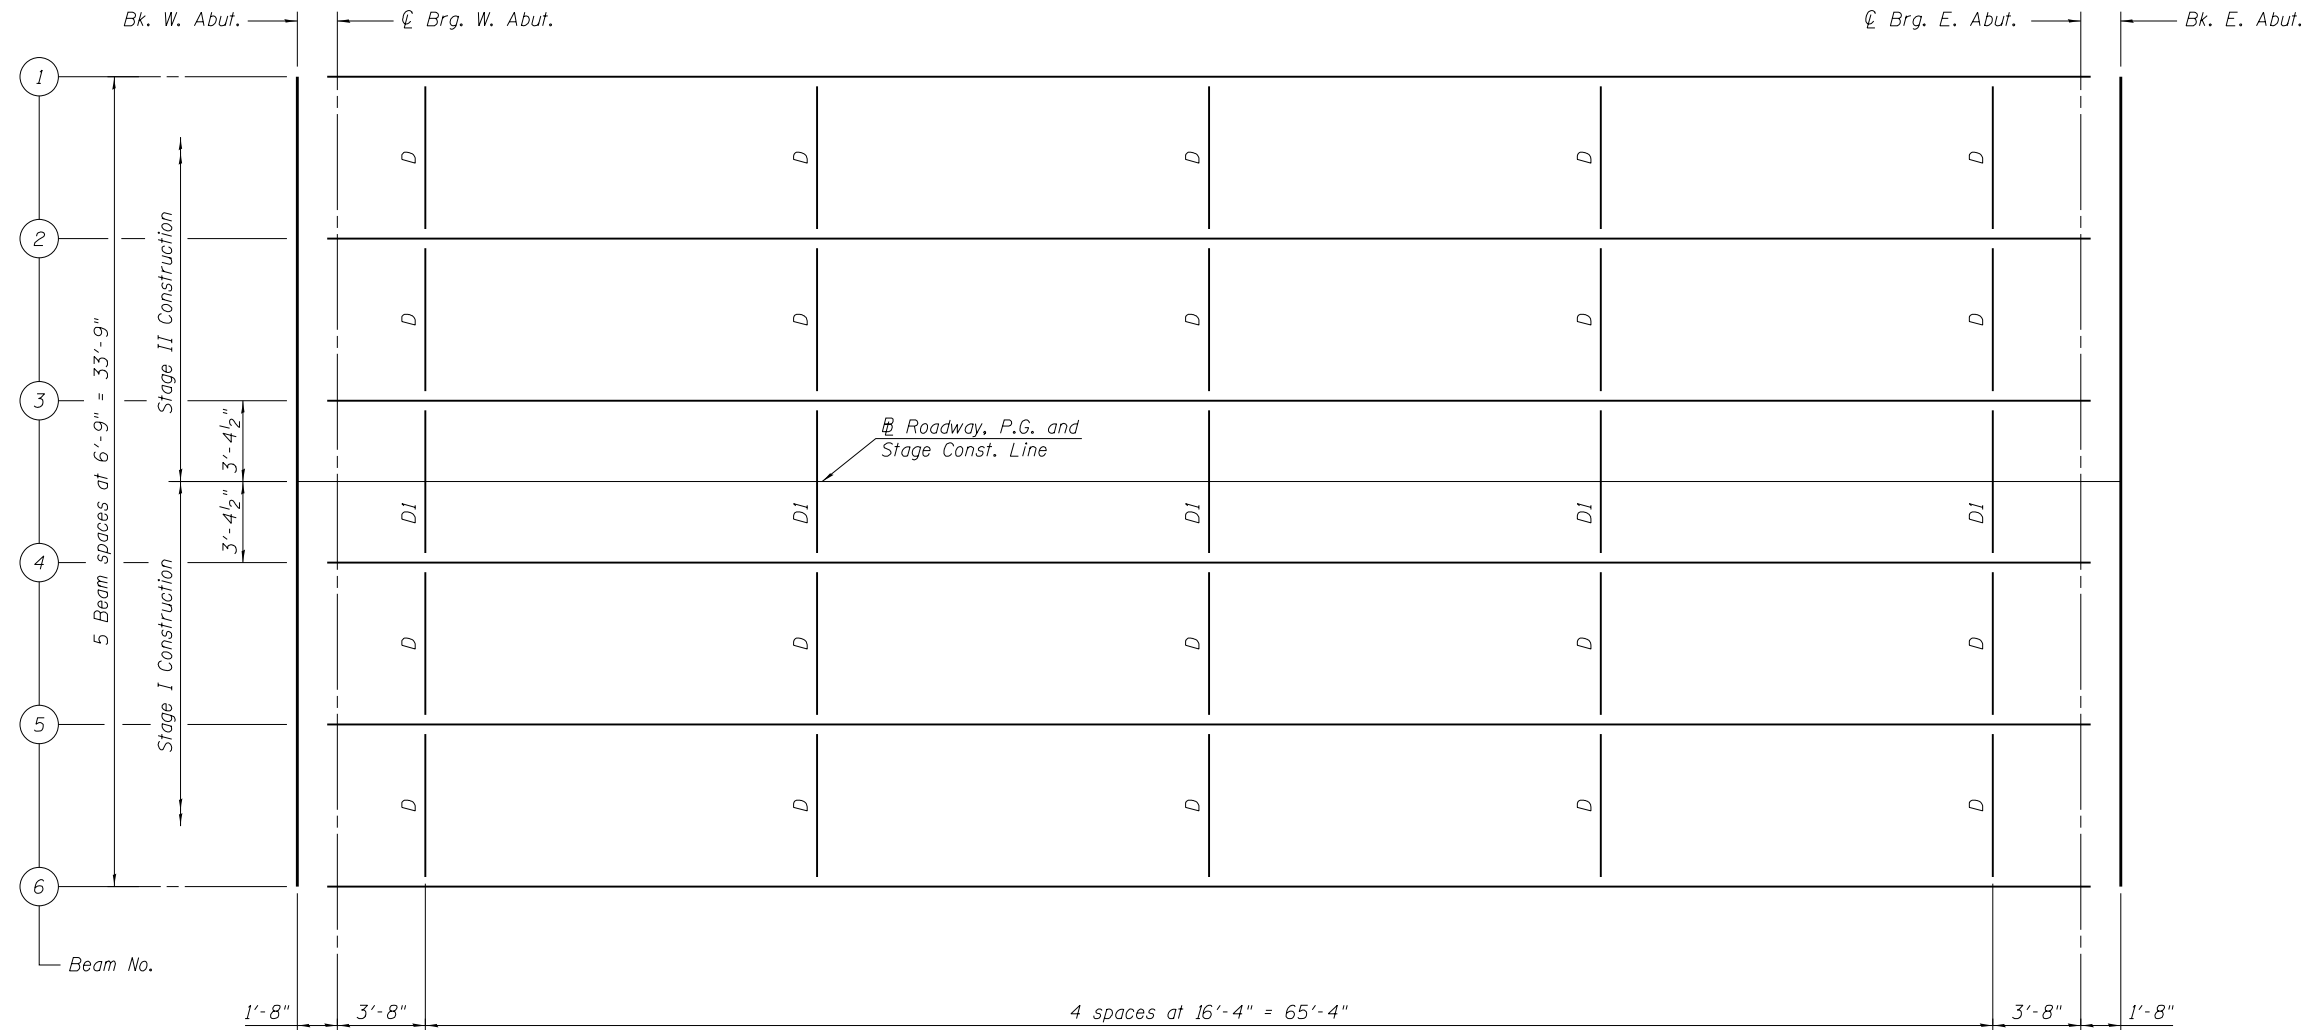 Bk. W. Abut.
℄ Brg. W. Abut.
℄ Brg. E. Abut.
Bk. E. Abut.
1
2
3
4
5
6
Beam No.
5 Beam spaces at 6'-9" = 33'-9"
Stage II Construction
Stage I Construction
3'-4½"
3'-4½"
D
D
D
D
D
D
D
D
D
D
Roadway, P.G. and
Stage Const. Line
D1
D1
D1
D1
D1
D
D
D
D
D
D
D
D
D
D
1'-8"
3'-8"
4 spaces at 16'-4" = 65'-4"
3'-8"
1'-8"